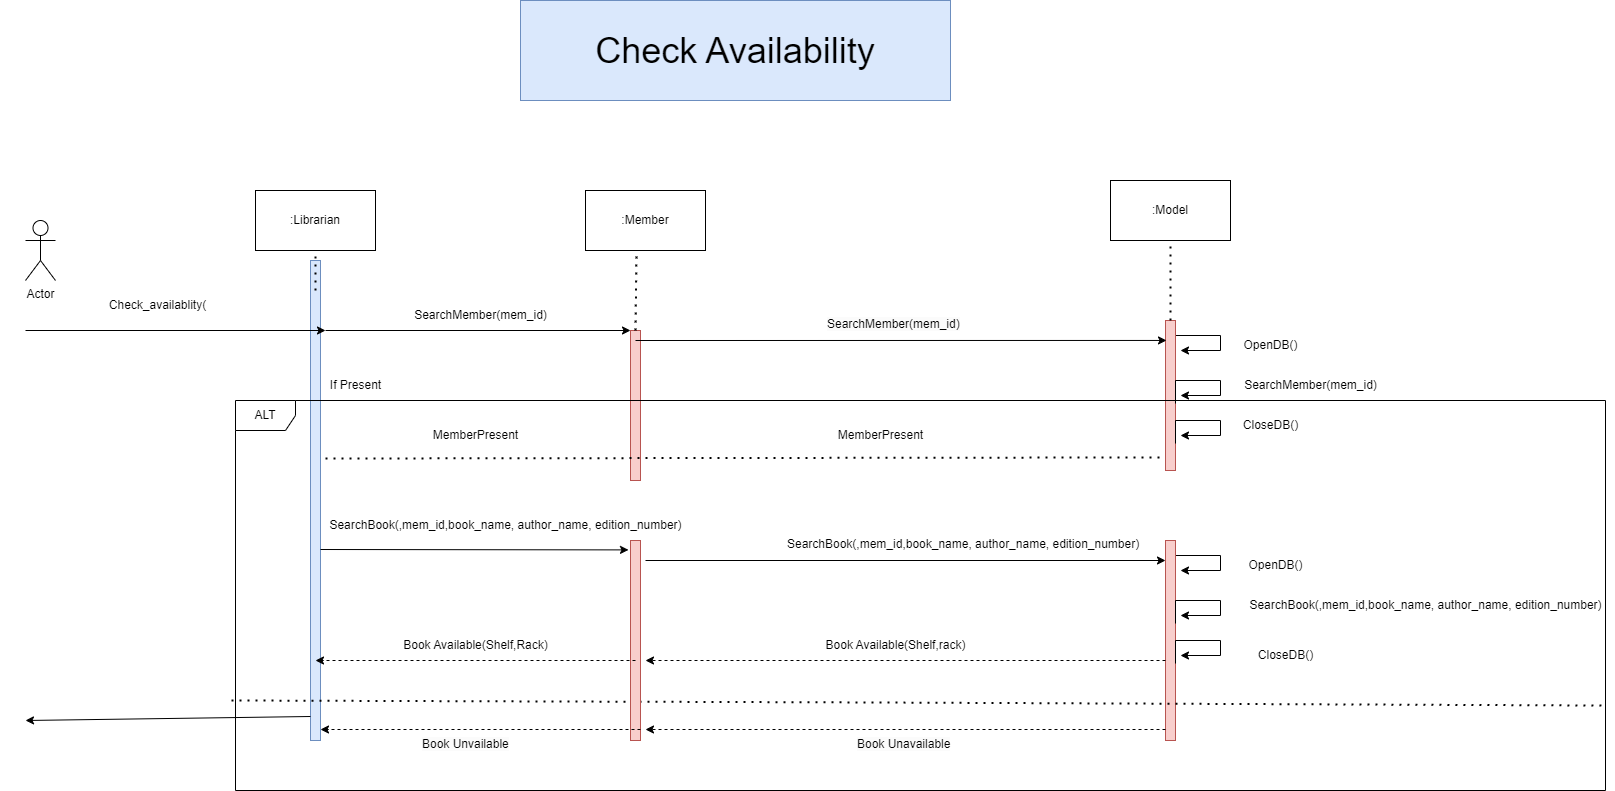 Check Availability
:Librarian
:Member
:Model
Actor
Check_availablity(
SearchMember(mem_id)
SearchMember(mem_id)
OpenDB()
If Present
SearchMember(mem_id)
ALT
CloseDB()
MemberPresent
MemberPresent
SearchBook(,mem_id,book_name, author_name, edition_number)
SearchBook(,mem_id,book_name, author_name, edition_number)
OpenDB()
SearchBook(,mem_id,book_name, author_name, edition_number)
Book Available(Shelf,Rack)
Book Available(Shelf,rack)
CloseDB()
Book Unvailable
Book Unavailable